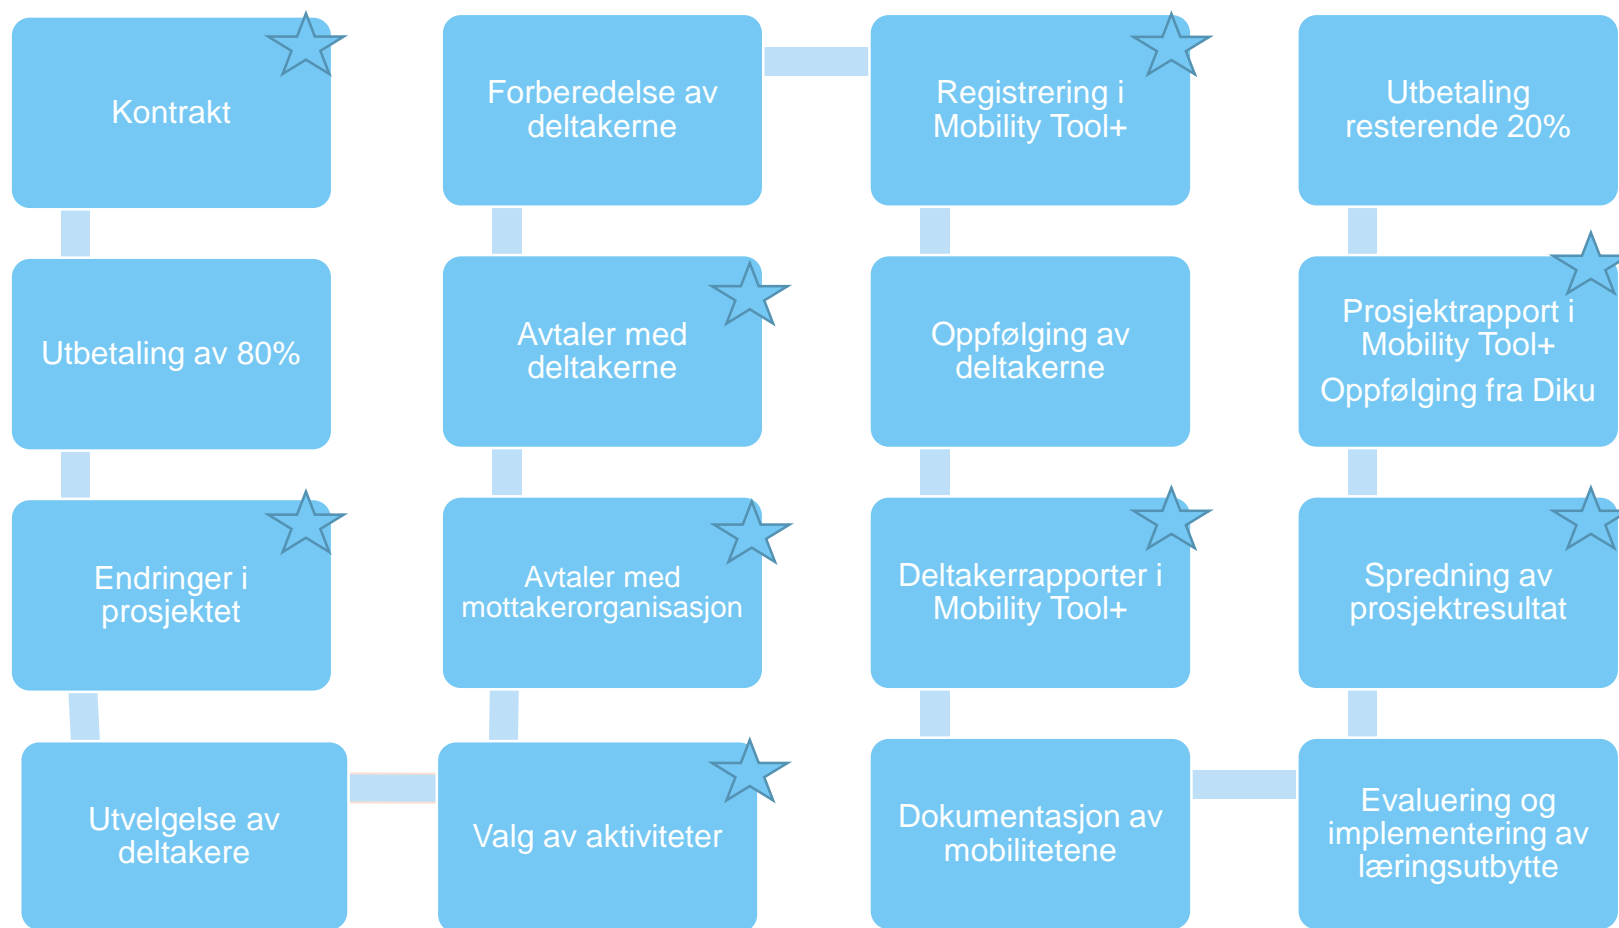 Kontrakt
Utbetaling av 80%
Endringer i
prosjektet
Utvelgelse av
deltakere
Valg av aktiviteter
Avtaler med
mottakerorganisasjon
Avtaler med
deltakerne
Forberedelse av
deltakerne
Registrering i
Mobility Tool+
Oppfølging av
deltakerne
Deltakerrapporter i
Mobility Tool+
Dokumentasjon av
mobilitetene
Evaluering og
implementering av
læringsutbytte
Spredning av
prosjektresultat
Prosjektrapport i
Mobility Tool+
Oppfølging fra Diku
Utbetaling
resterende 20%